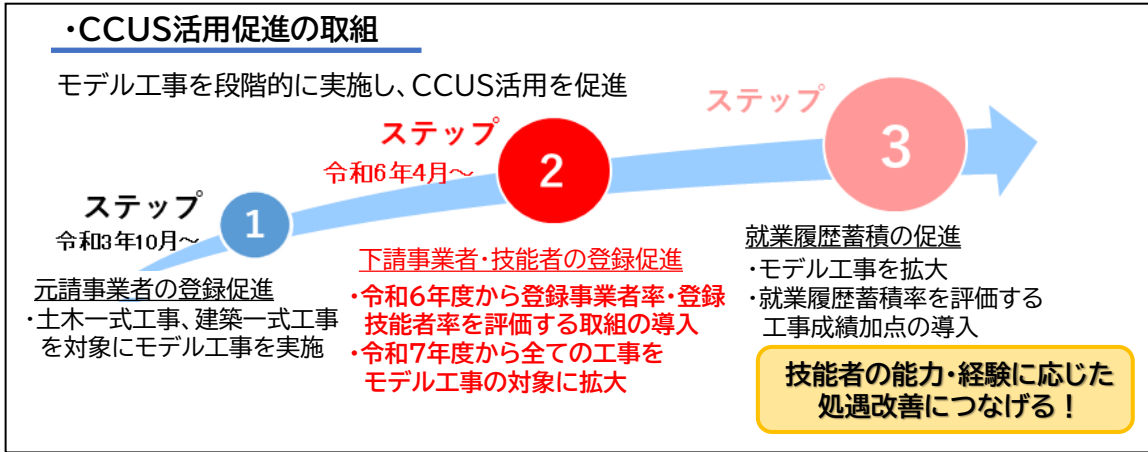 ・CCUS活用促進の取組
モデル工事を段階的に実施し、CCUS活用を促進
ステップ
令和3年10月～
1
元請事業者の登録促進
・土木一式工事、建築一式工事
を対象にモデル工事を実施
ステップ
令和6年4月～
2
下請事業者・技能者の登録促進
・令和6年度から登録事業者率・登録
技能者率を評価する取組の導入
・令和7年度から全ての工事を
モデル工事の対象に拡大
ステップ
3
就業履歴蓄積の促進
・モデル工事を拡大
・就業履歴蓄積率を評価する
工事成績加点の導入
技能者の能力・経験に応じた
処遇改善につなげる！